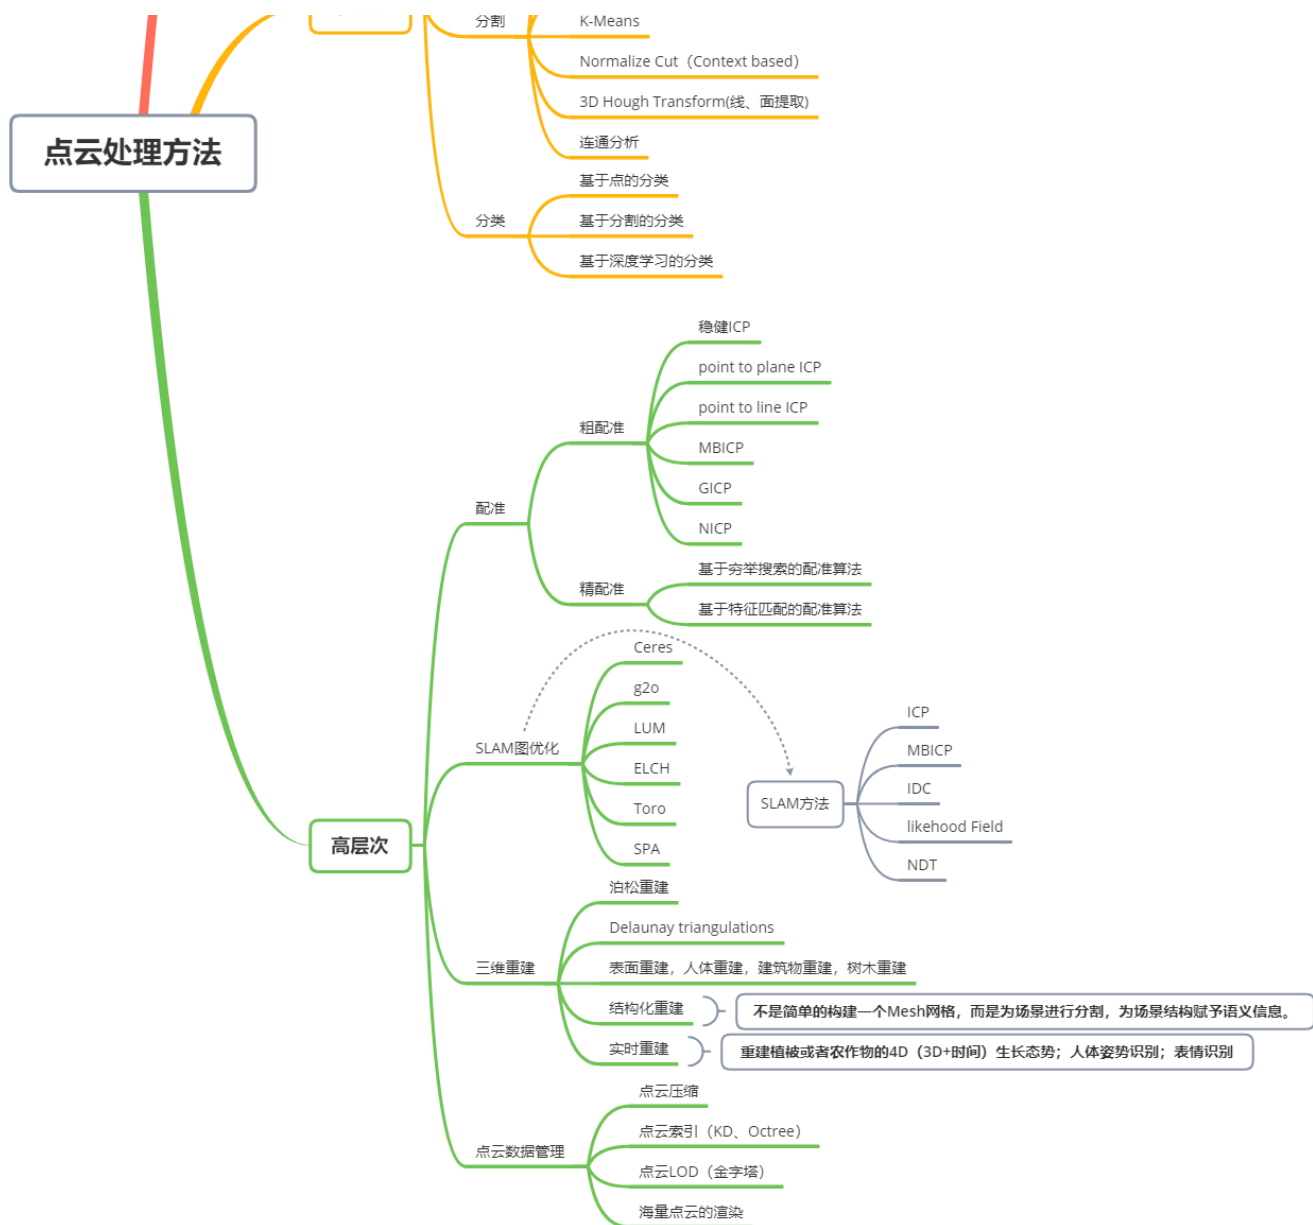 分割
K-Means
Normalize Cut（Context based）
3D Hough Transform(线、面提取)
连通分析
点云处理方法
分类
基于点的分类
基于分割的分类
基于深度学习的分类
高层次
配准
粗配准
稳健ICP
point to plane ICP
point to line ICP
MBICP
GICP
NICP
精配准
基于穷举搜索的配准算法
基于特征匹配的配准算法
SLAM图优化
Ceres
g2o
LUM
ELCH
Toro
SPA
SLAM方法
ICP
MBICP
IDC
likehood Field
NDT
三维重建
泊松重建
Delaunay triangulations
表面重建，人体重建，建筑物重建，树木重建
结构化重建
不是简单的构建一个Mesh网格，而是为场景进行分割，为场景结构赋予语义信息。
实时重建
重建植被或者农作物的4D（3D+时间）生长态势；人体姿势识别；表情识别
点云数据管理
点云压缩
点云索引（KD、Octree）
点云LOD（金字塔）
海量点云的渲染